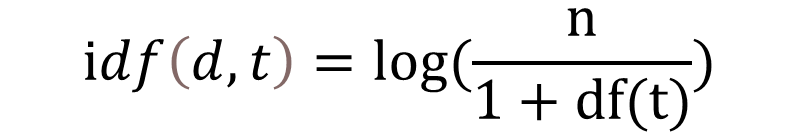 idf(d,t) = log(n / (1 + df(t)))